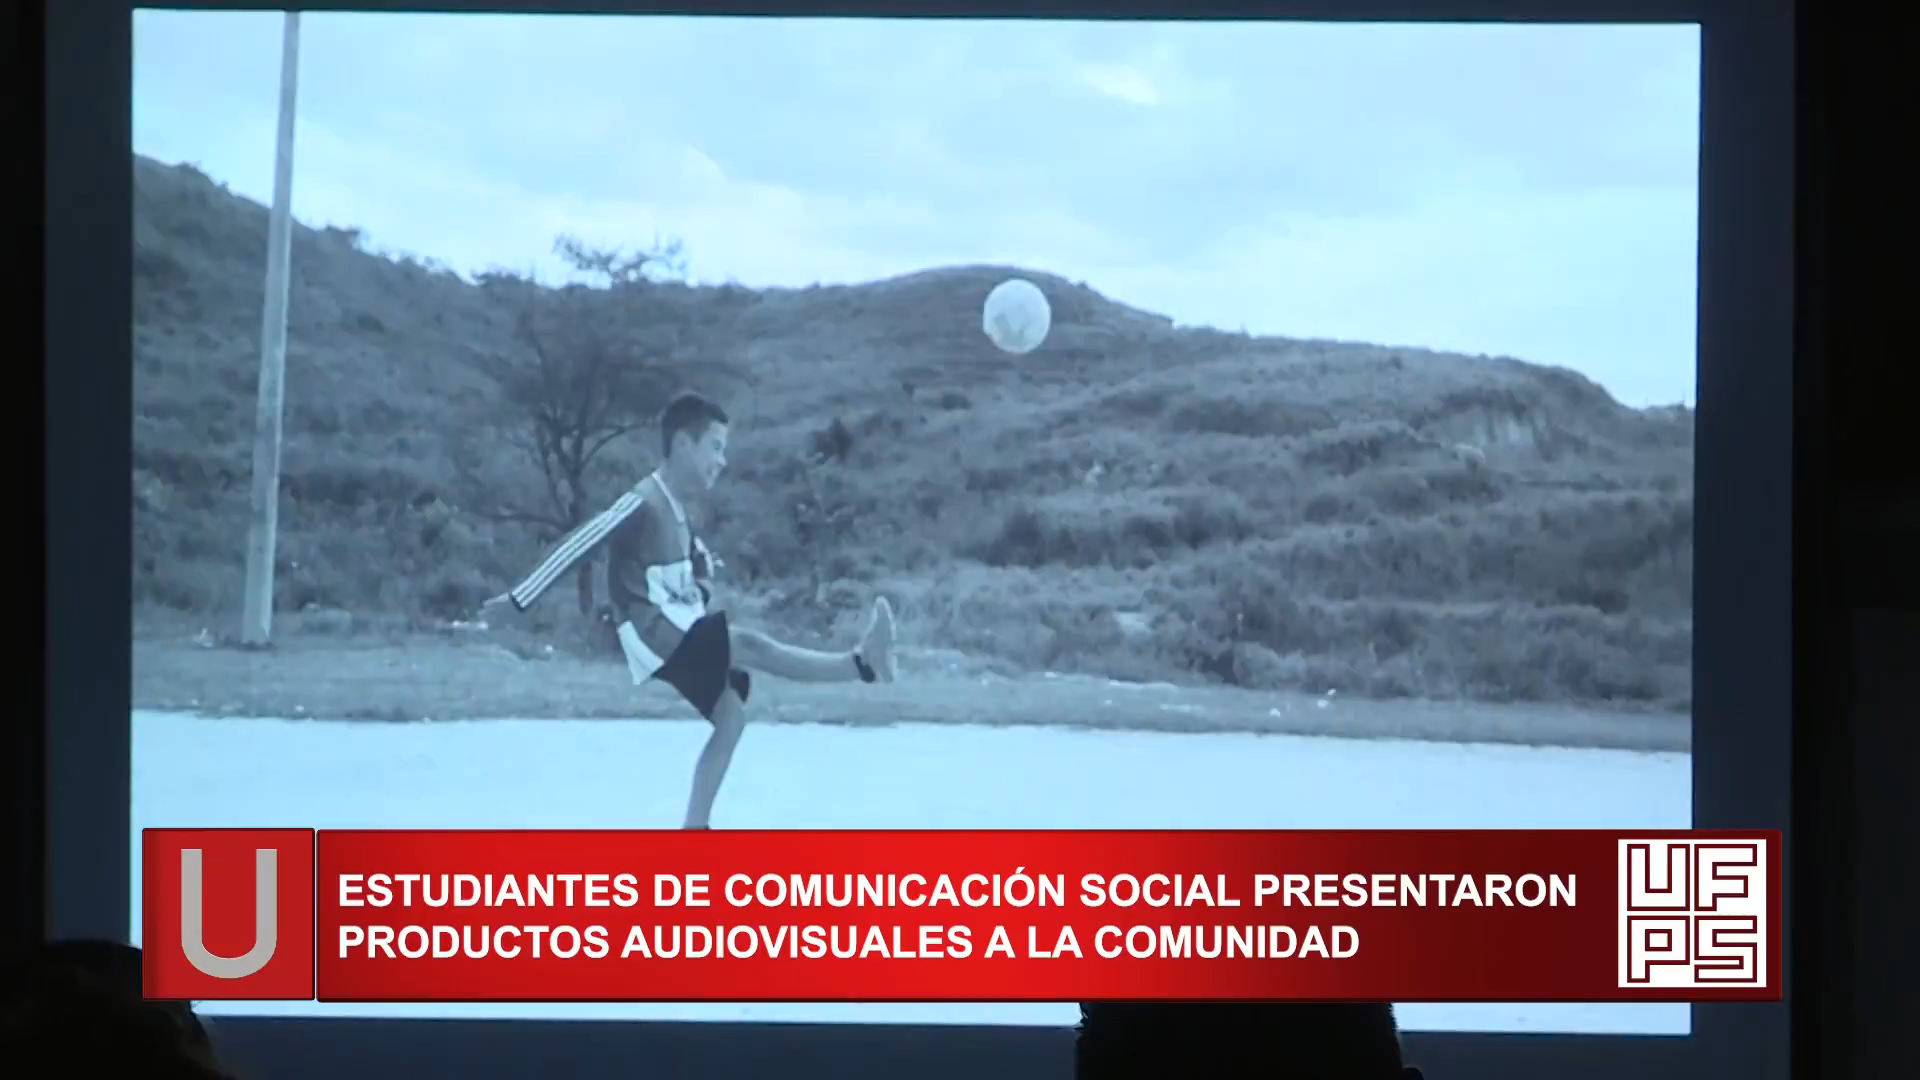 U
ESTUDIANTES DE COMUNICACIÓN SOCIAL PRESENTARON
PRODUCTOS AUDIOVISUALES A LA COMUNIDAD
UF
PS